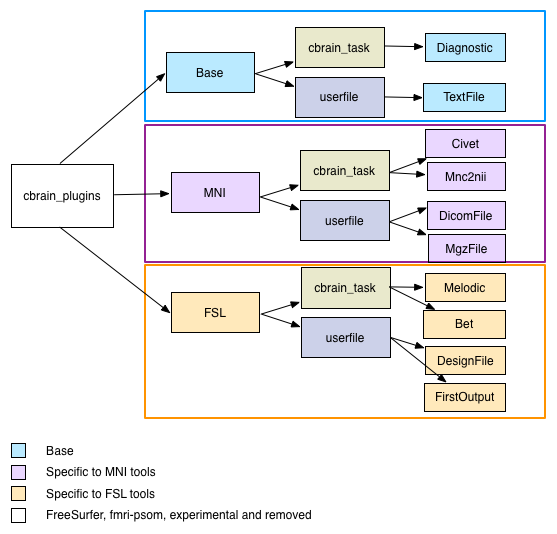 cbrain_plugins
Base
cbrain_task
Diagnostic
userfile
TextFile
MNI
cbrain_task
Civet
Mnc2nii
userfile
DicomFile
MgzFile
FSL
cbrain_task
Melodic
Bet
userfile
DesignFile
FirstOutput
Base
Specific to MNI tools
Specific to FSL tools
FreeSurfer, fmri-psom, experimental and removed